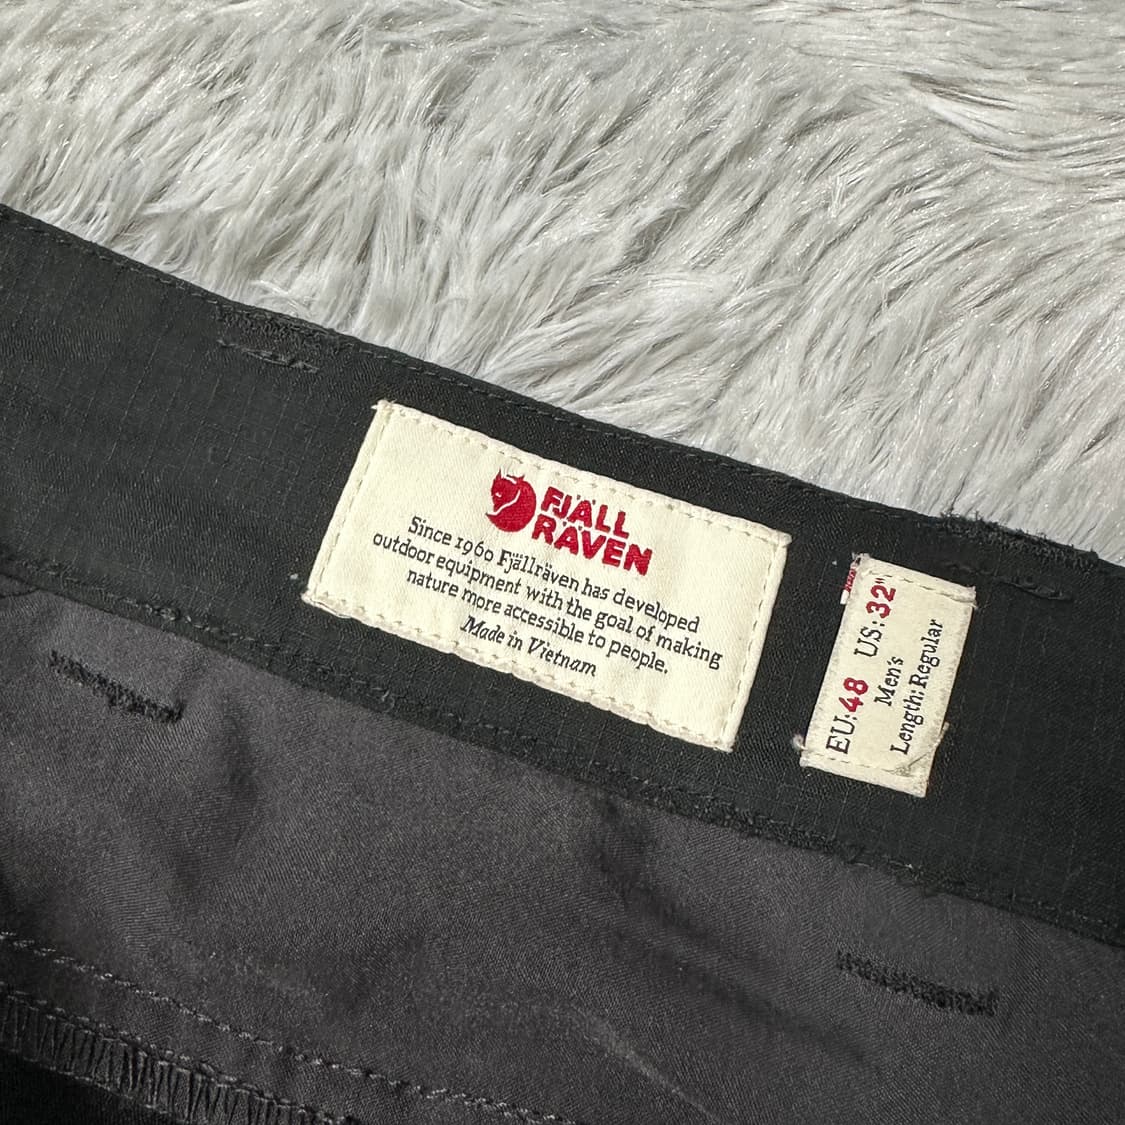 FJÄLL
RÄVEN
Since 1960 Fjällräven has developed
outdoor equipment with the goal of making
nature more accessible to people.
Made in Vietnam
EU:48 US:32"
Men's
Length: Regular